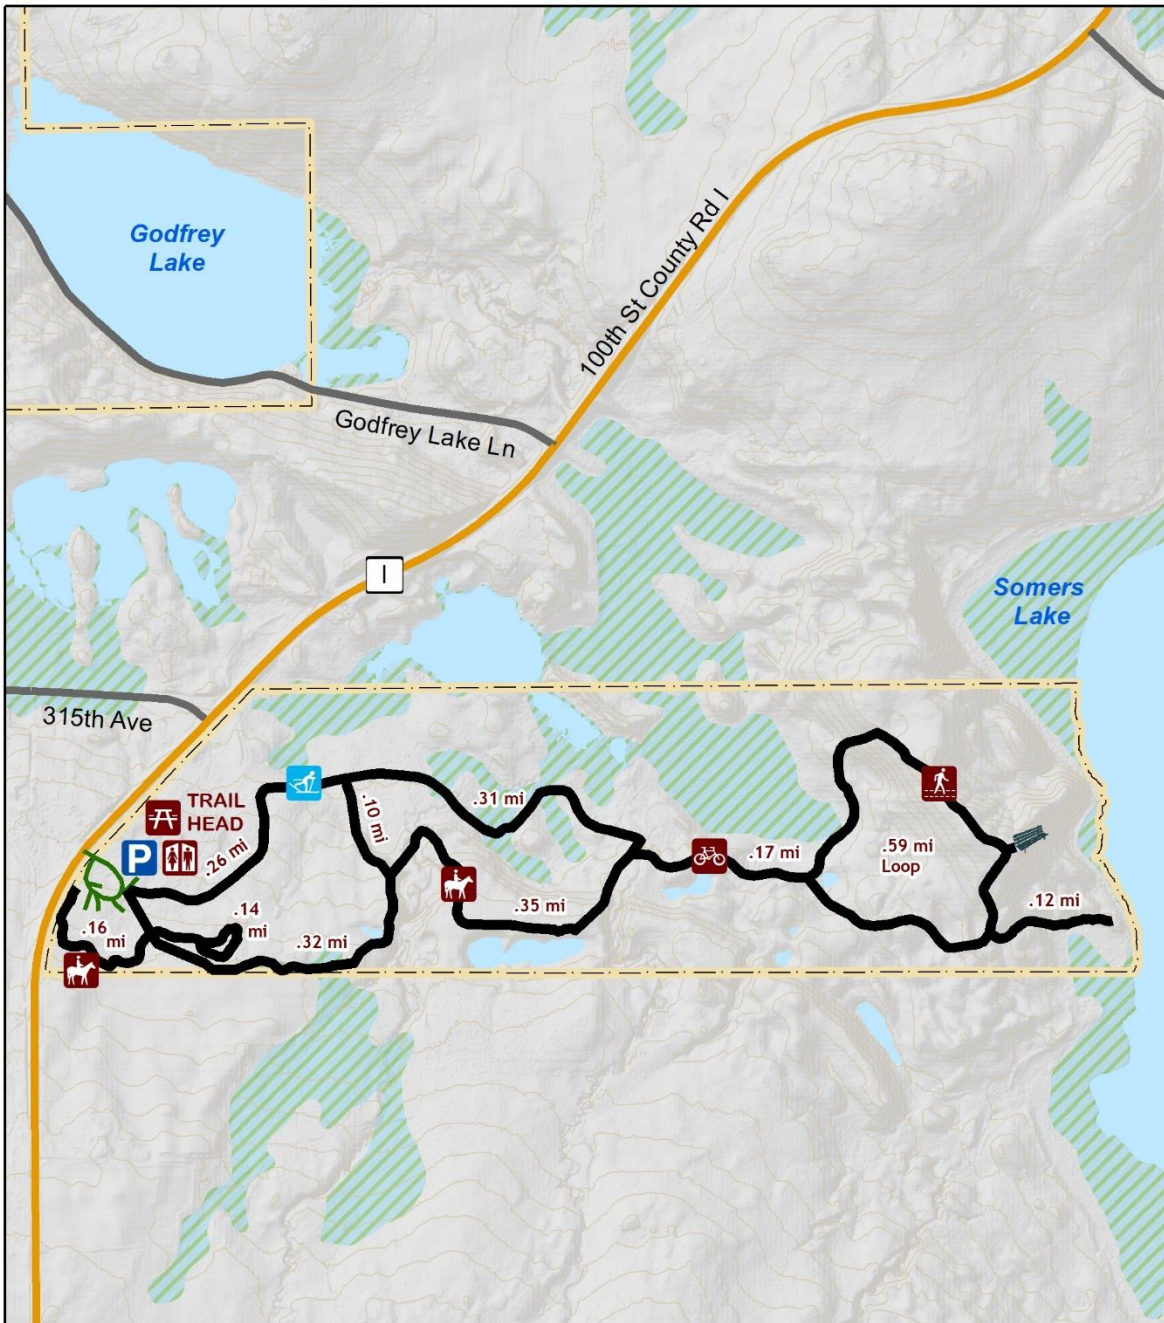 Godfrey
Lake
100th St County Rd I
Godfrey Lake Ln
I
Somers
Lake
315th Ave
TRAIL
HEAD
P
.26 mi
.10 mi
.31 mi
.17 mi
.59 mi
Loop
.16
mi
.14
mi
.32 mi
.35 mi
.12 mi